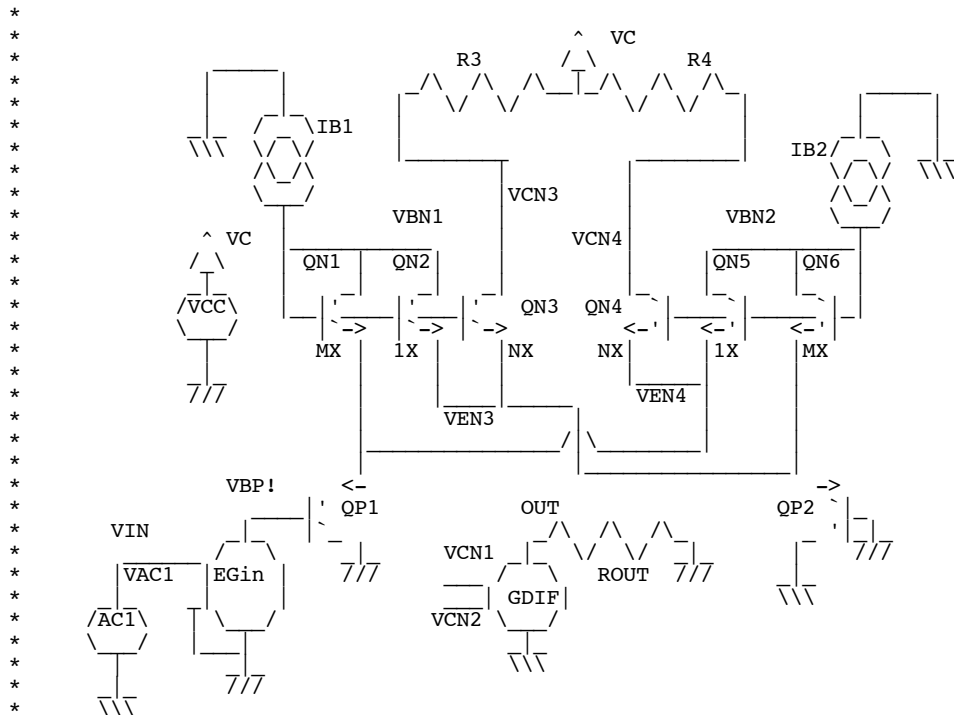 VC
R3 R4
IB1
IB2
VCN3
VBN1 VBN2
VC VCN4
QN1 QN2 QN5 QN6
VCC QN3 QN4
MX 1X NX NX 1X MX
VEN3 VEN4
VBP!
QP1 OUT QP2
VIN
VCN1
VAC1 EGin ROUT
AC1 GDIF
VCN2